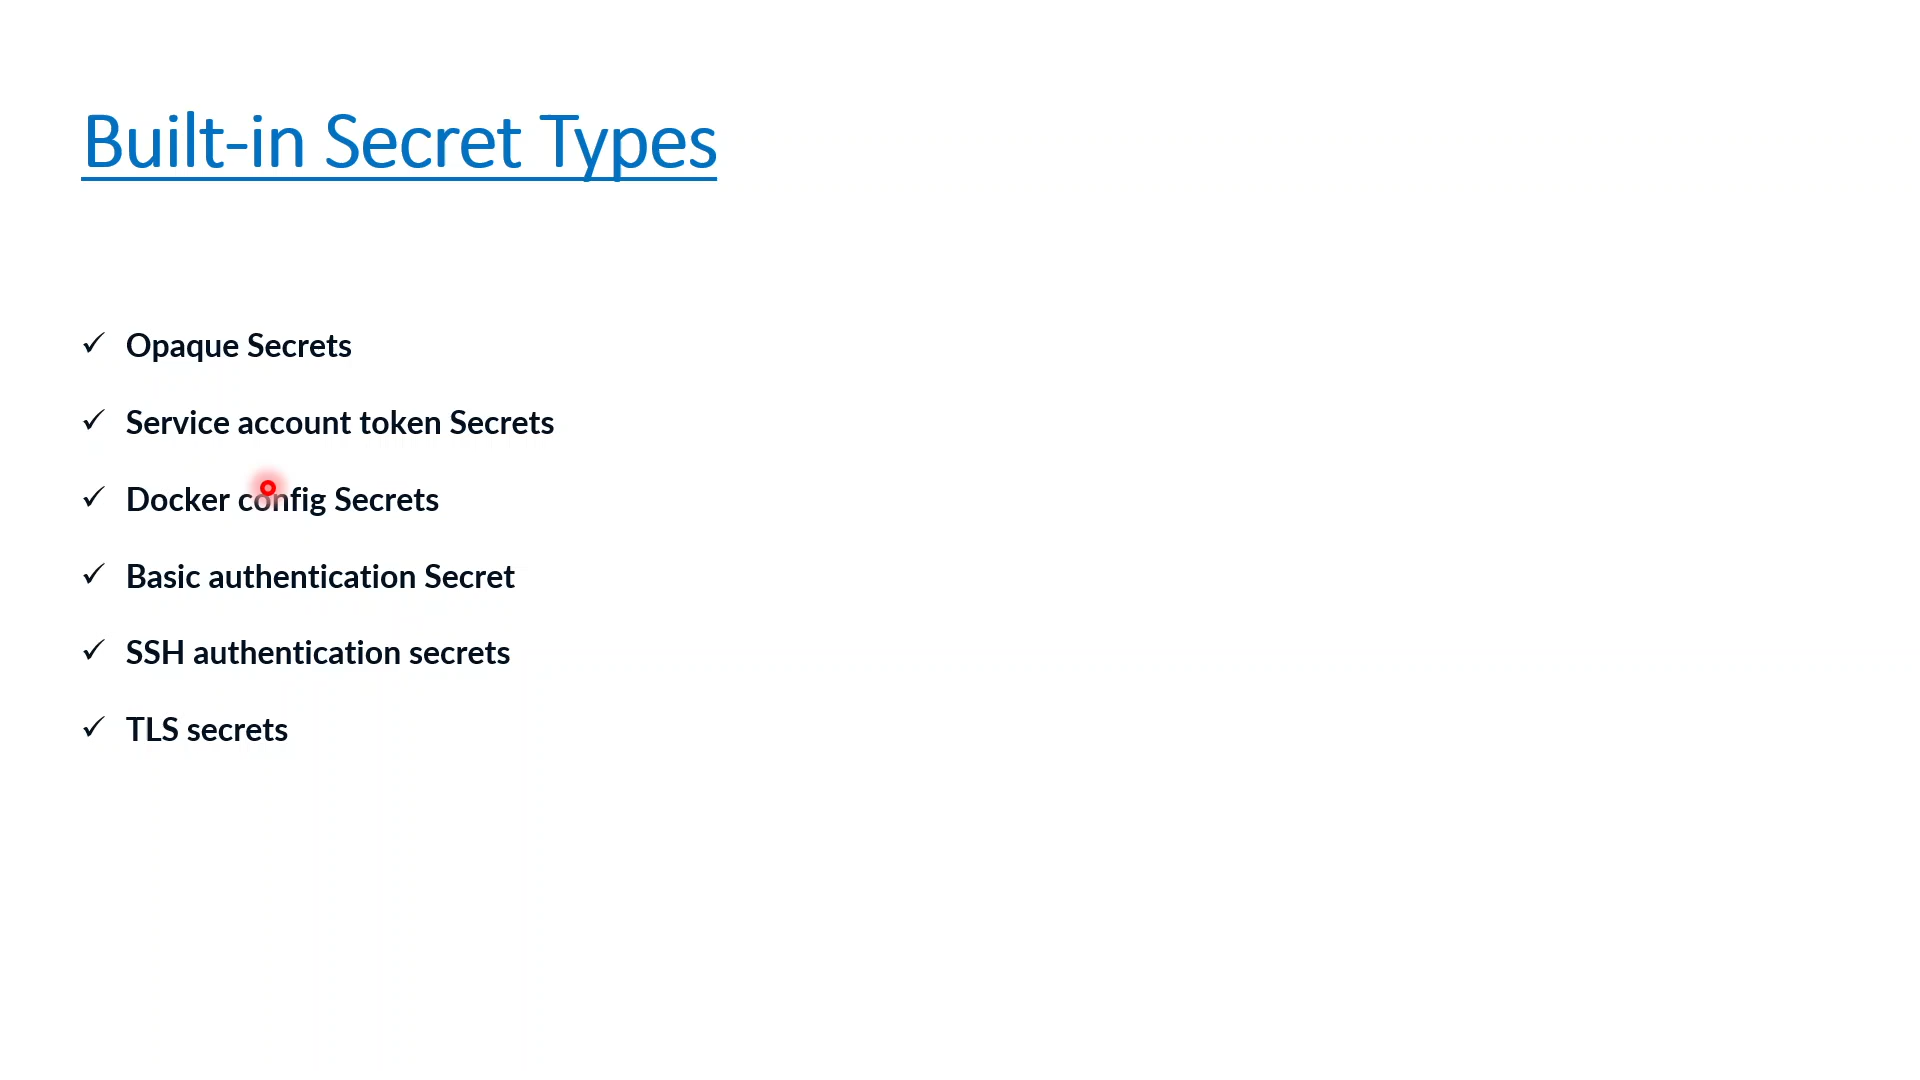 Built-in Secret Types
✓ Opaque Secrets
✓ Service account token Secrets
✓ Docker config Secrets
✓ Basic authentication Secret
✓ SSH authentication secrets
✓ TLS secrets